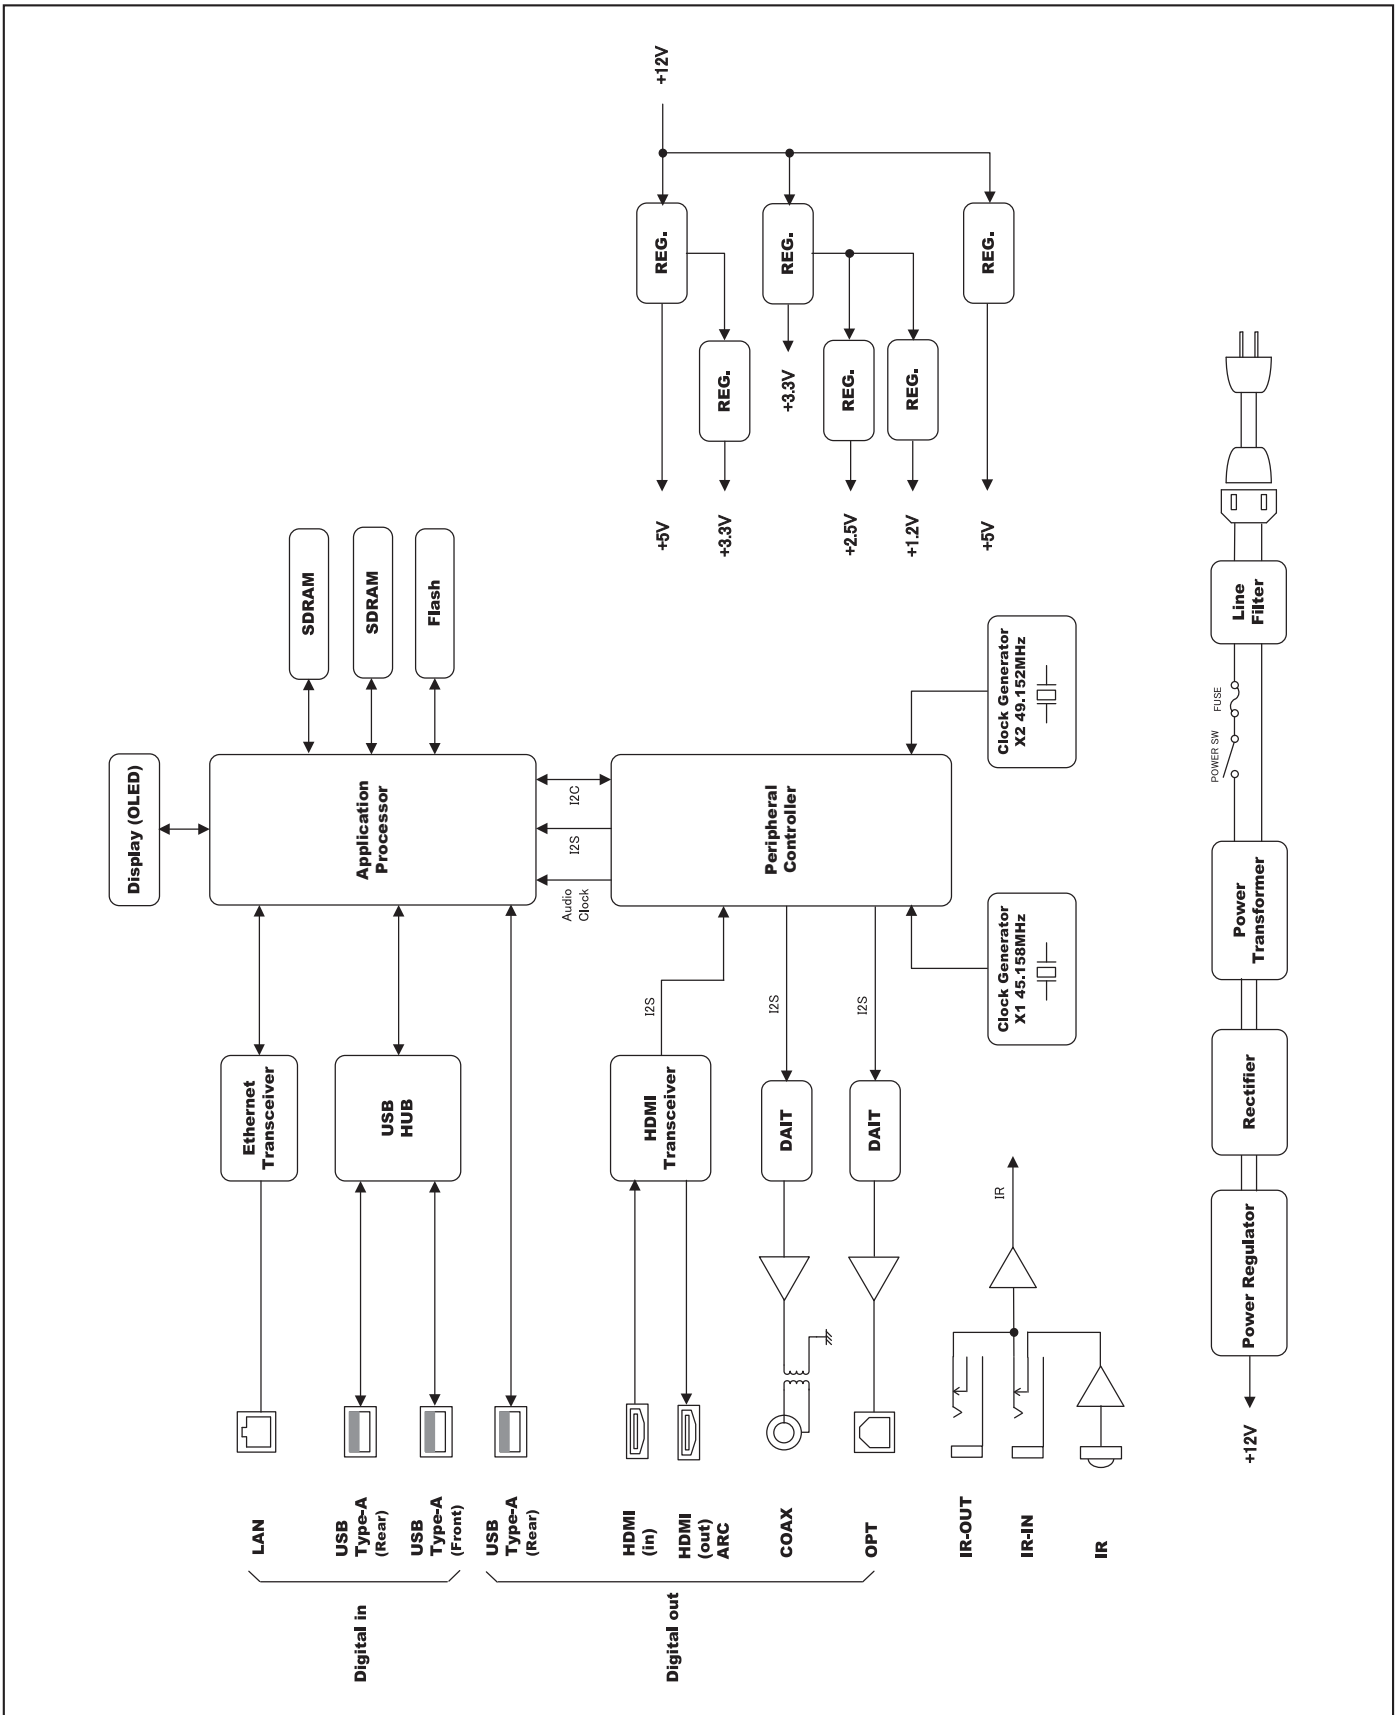 Digital in
LAN
USB
Type-A
(Rear)
USB
Type-A
(Front)
Digital out
USB
Type-A
(Rear)
HDMI
(in)
HDMI
(out)
ARC
COAX
OPT
IR-OUT
IR-IN
IR
Ethernet
Transceiver
USB
HUB
HDMI
Transceiver
DAIT
DAIT
IR
I2S
I2S
I2S
Display (OLED)
Application
Processor
Audio
Clock
I2S
I2C
Peripheral
Controller
Clock Generator
X1 45.158MHz
Clock Generator
X2 49.152MHz
SDRAM
SDRAM
Flash
+12V
REG.
REG.
REG.
REG.
REG.
REG.
+3.3V
+5V
+3.3V
+2.5V
+1.2V
+5V
+12V
Power Regulator
Rectifier
Power
Transformer
POWER SW
FUSE
Line
Filter